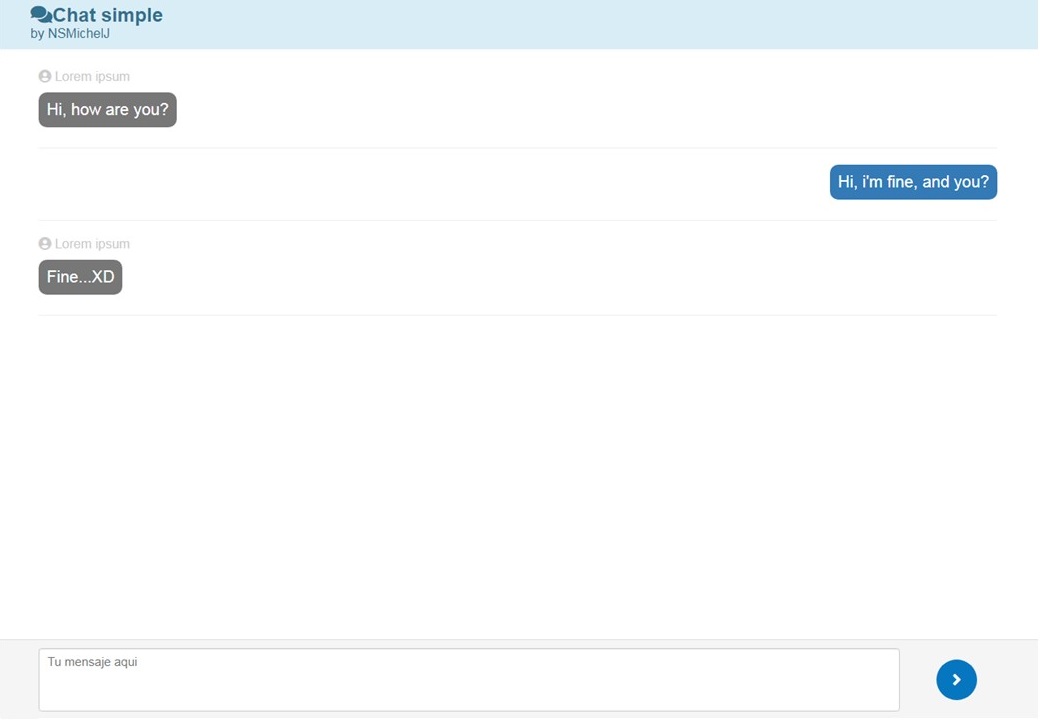 Chat simple
by NSMichelJ
Lorem ipsum
Hi, how are you?
Hi, i'm fine, and you?
Lorem ipsum
Fine...XD
Tu mensaje aqui